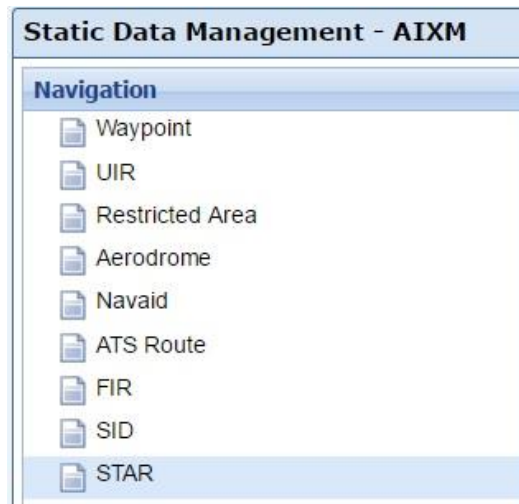 Static Data Management - AIXM
Navigation
Waypoint
UIR
Restricted Area
Aerodrome
Navaid
ATS Route
FIR
SID
STAR